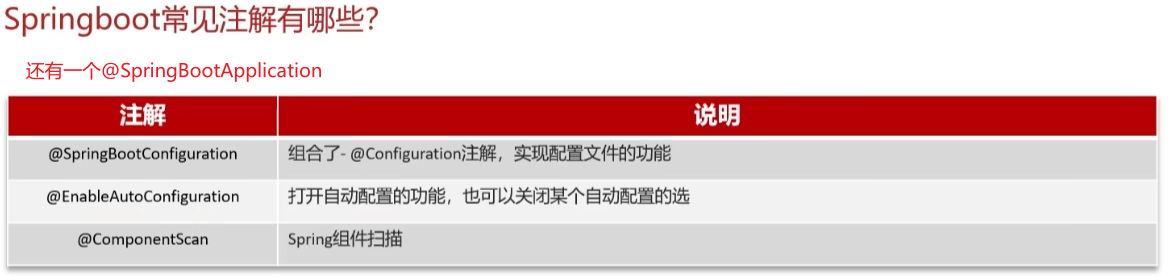 Springboot常见注解有哪些?
还有一个@SpringBootApplication
注解 说明
@SpringBootConfiguration 组合了- @Configuration注解，实现配置文件的功能
@EnableAutoConfiguration 打开自动配置的功能，也可以关闭某个自动配置的选
@ComponentScan Spring组件扫描